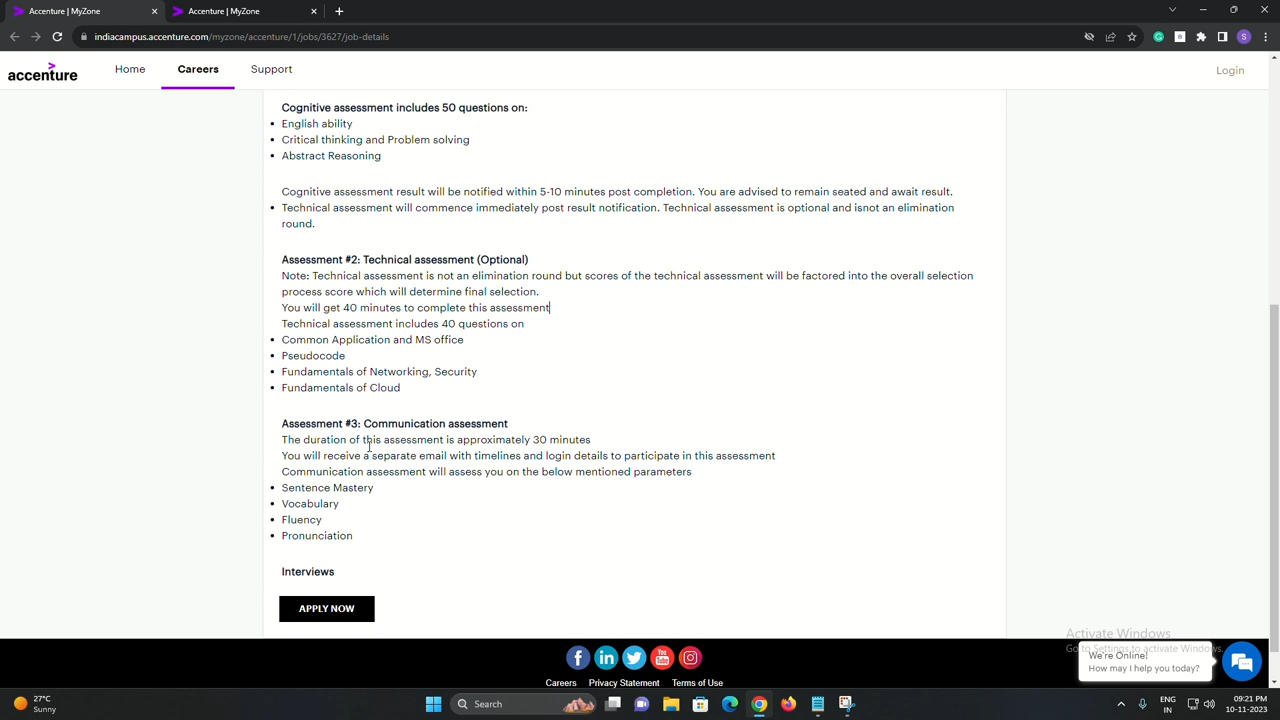 Accenture | MyZone
Accenture | MyZone
indiacampus.accenture.com/myzone/accenture/1/jobs/3627/job-details
accenture
Home
Careers
Support
Login
Cognitive assessment includes 50 questions on:
• English ability
• Critical thinking and Problem solving
• Abstract Reasoning
Cognitive assessment result will be notified within 5-10 minutes post completion. You are advised to remain seated and await result.
• Technical assessment will commence immediately post result notification. Technical assessment is optional and isnot an elimination
round.
Assessment #2: Technical assessment (Optional)
Note: Technical assessment is not an elimination round but scores of the technical assessment will be factored into the overall selection
process score which will determine final selection.
You will get 40 minutes to complete this assessment
Technical assessment includes 40 questions on
• Common Application and MS office
• Pseudocode
• Fundamentals of Networking, Security
• Fundamentals of Cloud
Assessment #3: Communication assessment
The duration of this assessment is approximately 30 minutes
You will receive a separate email with timelines and login details to participate in this assessment
Communication assessment will assess you on the below mentioned parameters
• Sentence Mastery
• Vocabulary
• Fluency
• Pronunciation
Interviews
APPLY NOW
Activate Windows
Go to Settings to activate Windows.
We're Online!
How may I help you today?
Careers Privacy Statement Terms of Use
27°C
Sunny
Search
ENG
IN
09:21 PM
10-11-2023